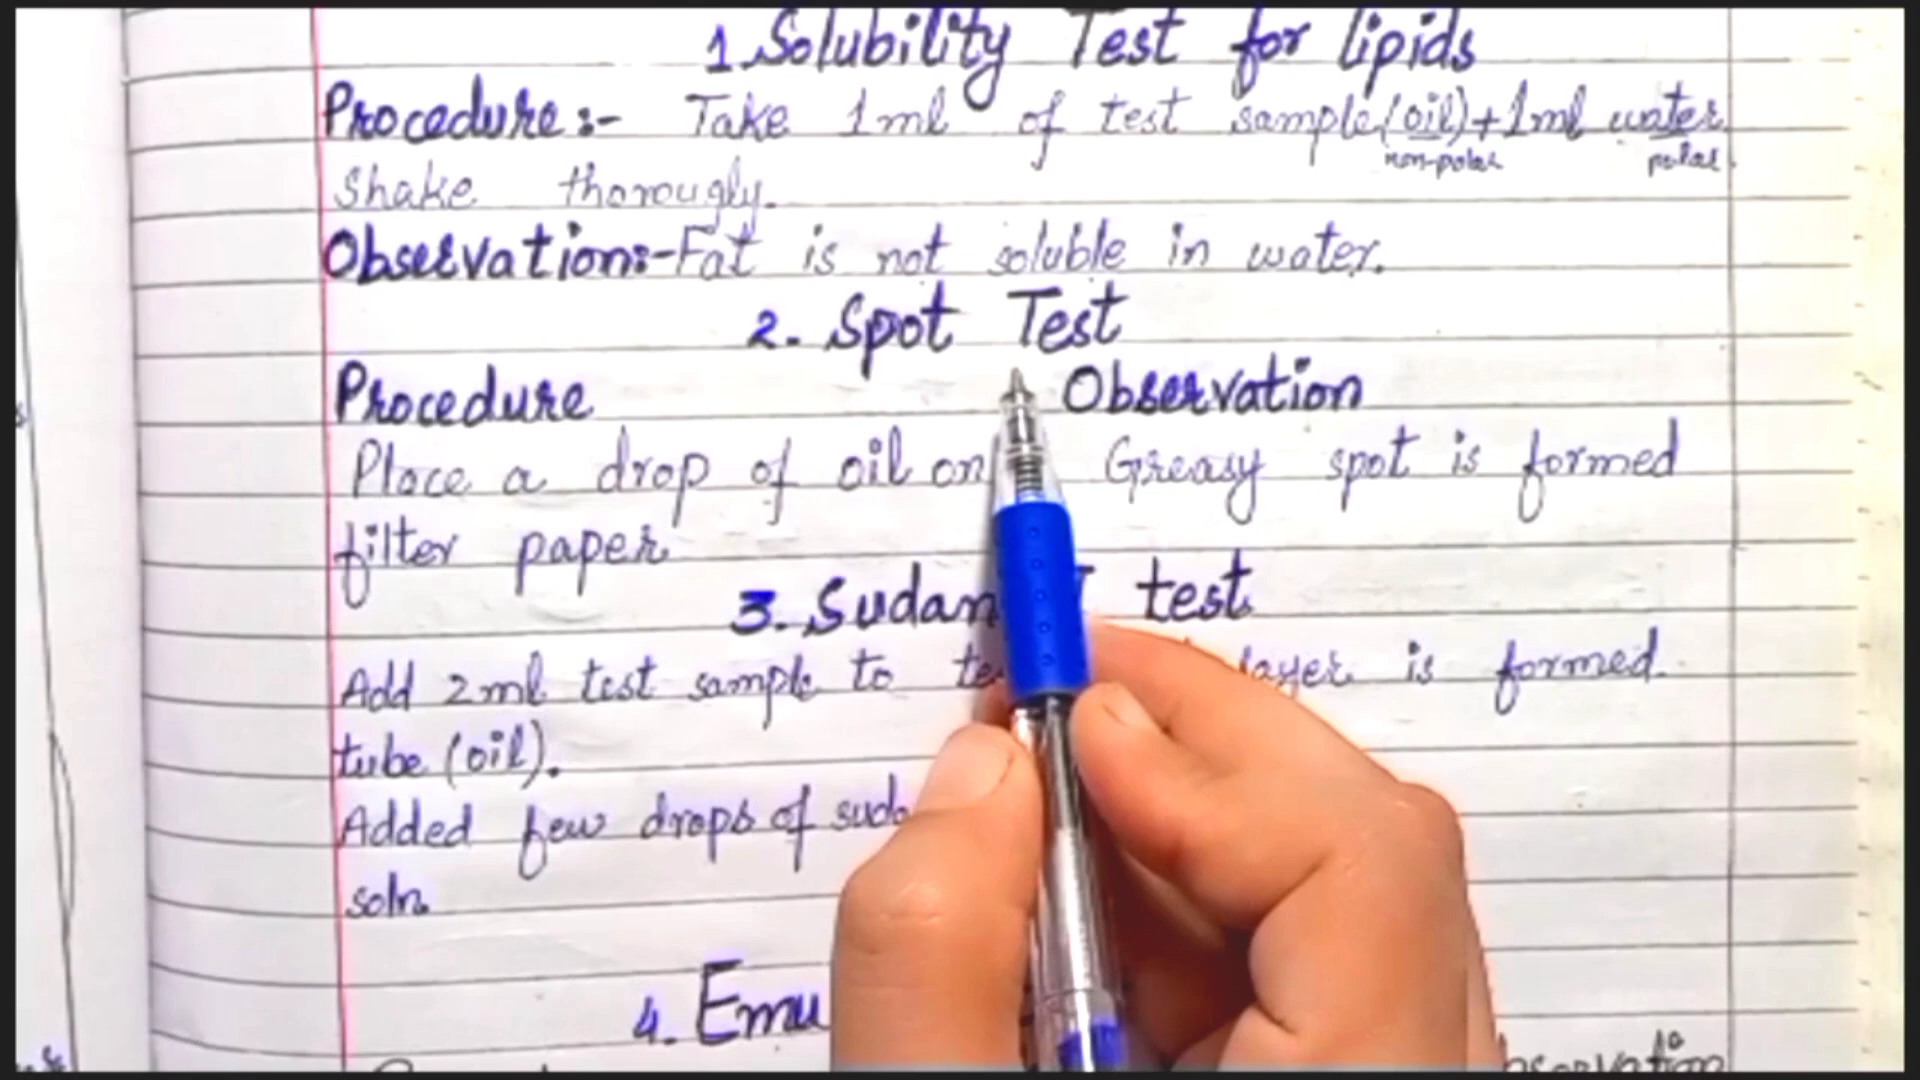 1. Solubility Test for lipids
Procedure:- Take 1ml of test sample(oil)+1ml water.
non-polar polar.
Shake thorougly.
Observation:- Fat is not soluble in water.
2. Spot Test
Procedure Observation
Place a drop of oil on Greasy spot is formed
filter paper
3. Sudan test
Add 2ml test sample to layer is formed.
tube (oil).
Added few drops of
soln.
4.